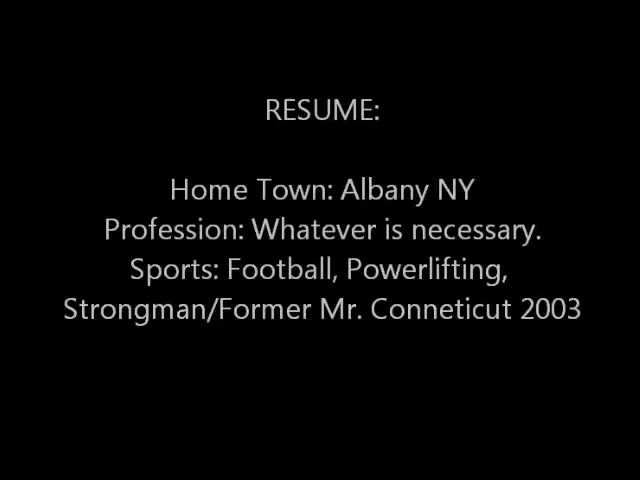 RESUME:
Home Town: Albany NY
Profession: Whatever is necessary.
Sports: Football, Powerlifting,
Strongman/Former Mr. Conneticut 2003